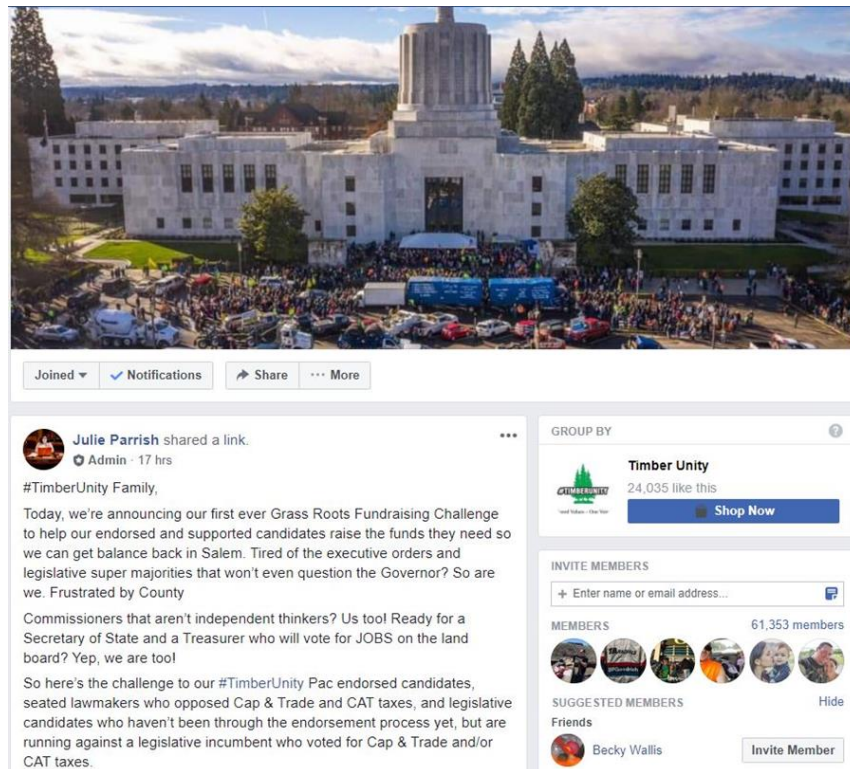 Joined
Notifications
Share
More
Julie Parrish shared a link.
Admin · 17 hrs
#TimberUnity Family,
Today, we're announcing our first ever Grass Roots Fundraising Challenge
to help our endorsed and supported candidates raise the funds they need so
we can get balance back in Salem. Tired of the executive orders and
legislative super majorities that won't even question the Governor? So are
we. Frustrated by County
Commissioners that aren't independent thinkers? Us too! Ready for a
Secretary of State and a Treasurer who will vote for JOBS on the land
board? Yep, we are too!
So here's the challenge to our #TimberUnity Pac endorsed candidates,
seated lawmakers who opposed Cap & Trade and CAT taxes, and legislative
candidates who haven't been through the endorsement process yet, but are
running against a legislative incumbent who voted for Cap & Trade and/or
CAT taxes.
GROUP BY
#TIMBERUNITY
Timber Unity
24,035 like this
Shop Now
INVITE MEMBERS
+ Enter name or email address...
MEMBERS
61,353 members
SUGGESTED MEMBERS
Hide
Friends
Becky Wallis
Invite Member